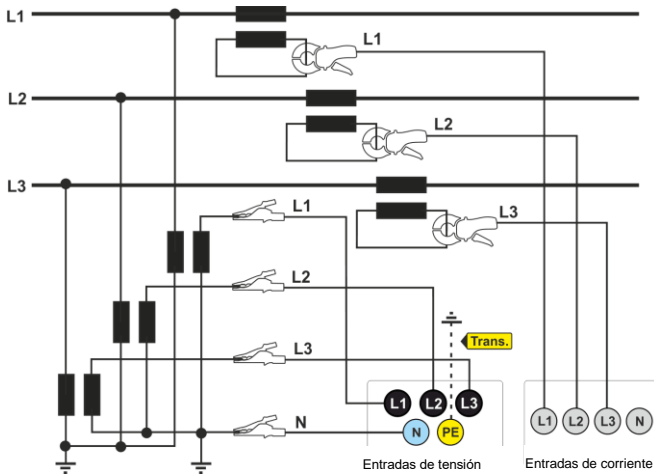 L1
L1
L2
L2
L3
L1
L3
L2
Trans.
L3
L1 L2 L3
N
N PE
L1 L2 L3 N
Entradas de tensión
Entradas de corriente